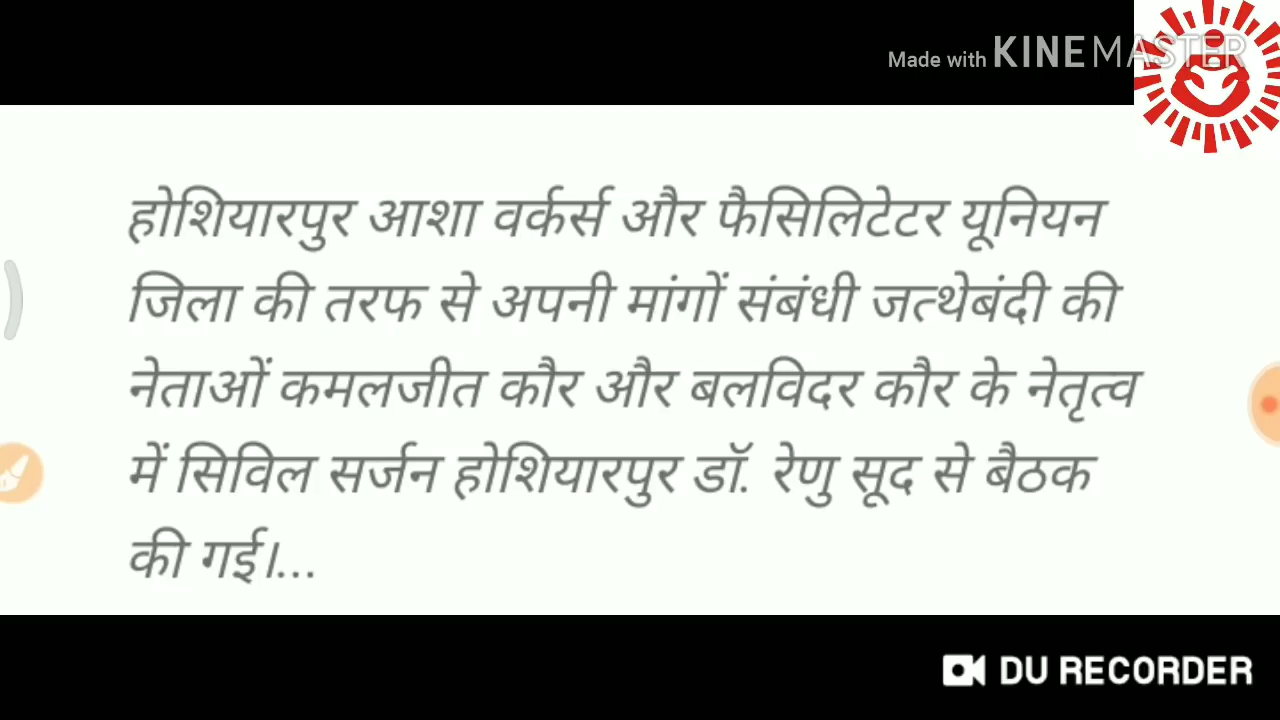 Made with KINEMASTER
होशियारपुर आशा वर्कर्स और फैसिलिटेटर यूनियन
जिला की तरफ से अपनी मांगों संबंधी जत्थेबंदी की
नेताओं कमलजीत कौर और बलविदर कौर के नेतृत्व
में सिविल सर्जन होशियारपुर डॉ. रेणु सूद से बैठक
की गई।...
DU RECORDER